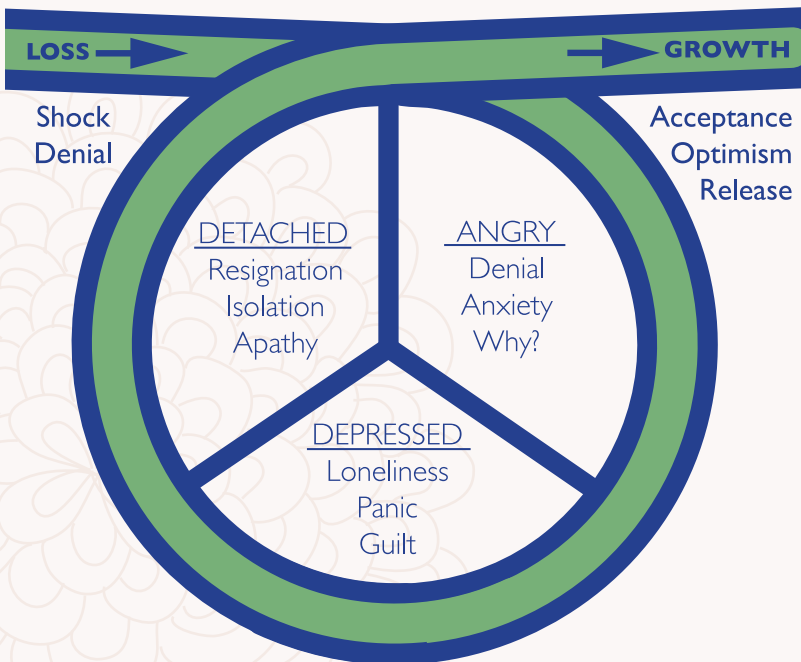 LOSS
GROWTH
Shock
Denial
Acceptance
Optimism
Release
DETACHED
Resignation
Isolation
Apathy
ANGRY
Denial
Anxiety
Why?
DEPRESSED
Loneliness
Panic
Guilt